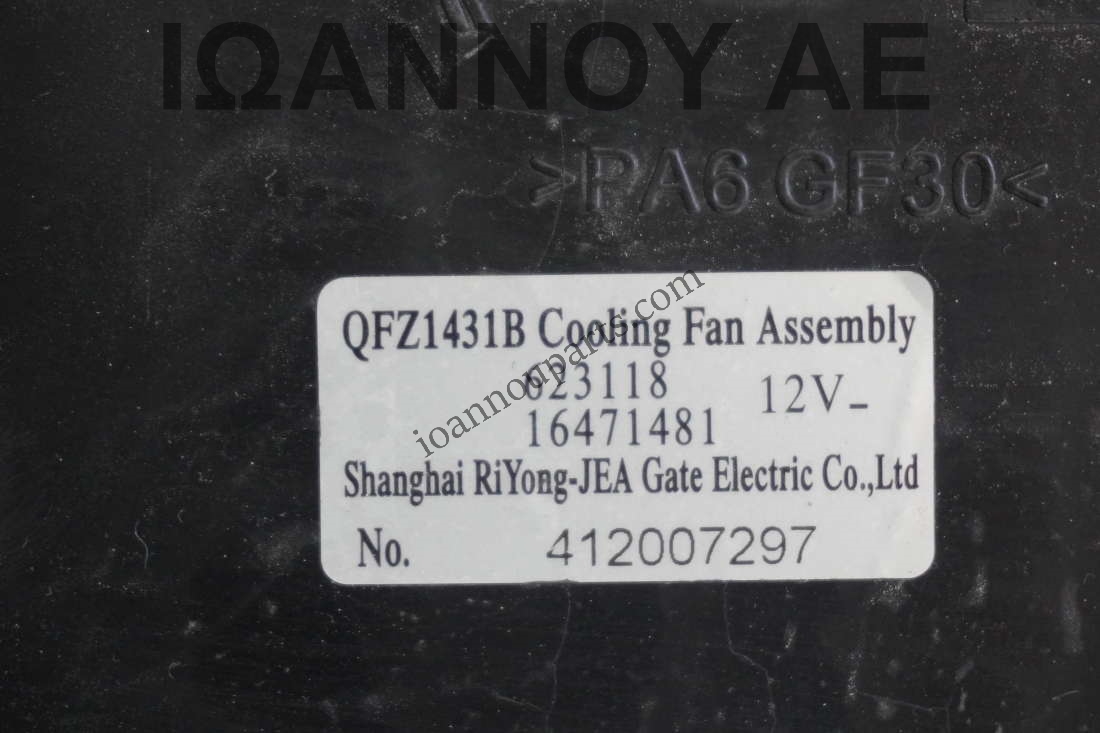 ΙΩΑΝΝΟΥ ΑΕ
>PA6 GF30<
QFZ1431B Cooling Fan Assembly
623118
12V-
16471481
Shanghai RiYong-JEA Gate Electric Co.,Ltd
No. 412007297
ioannouparts.com